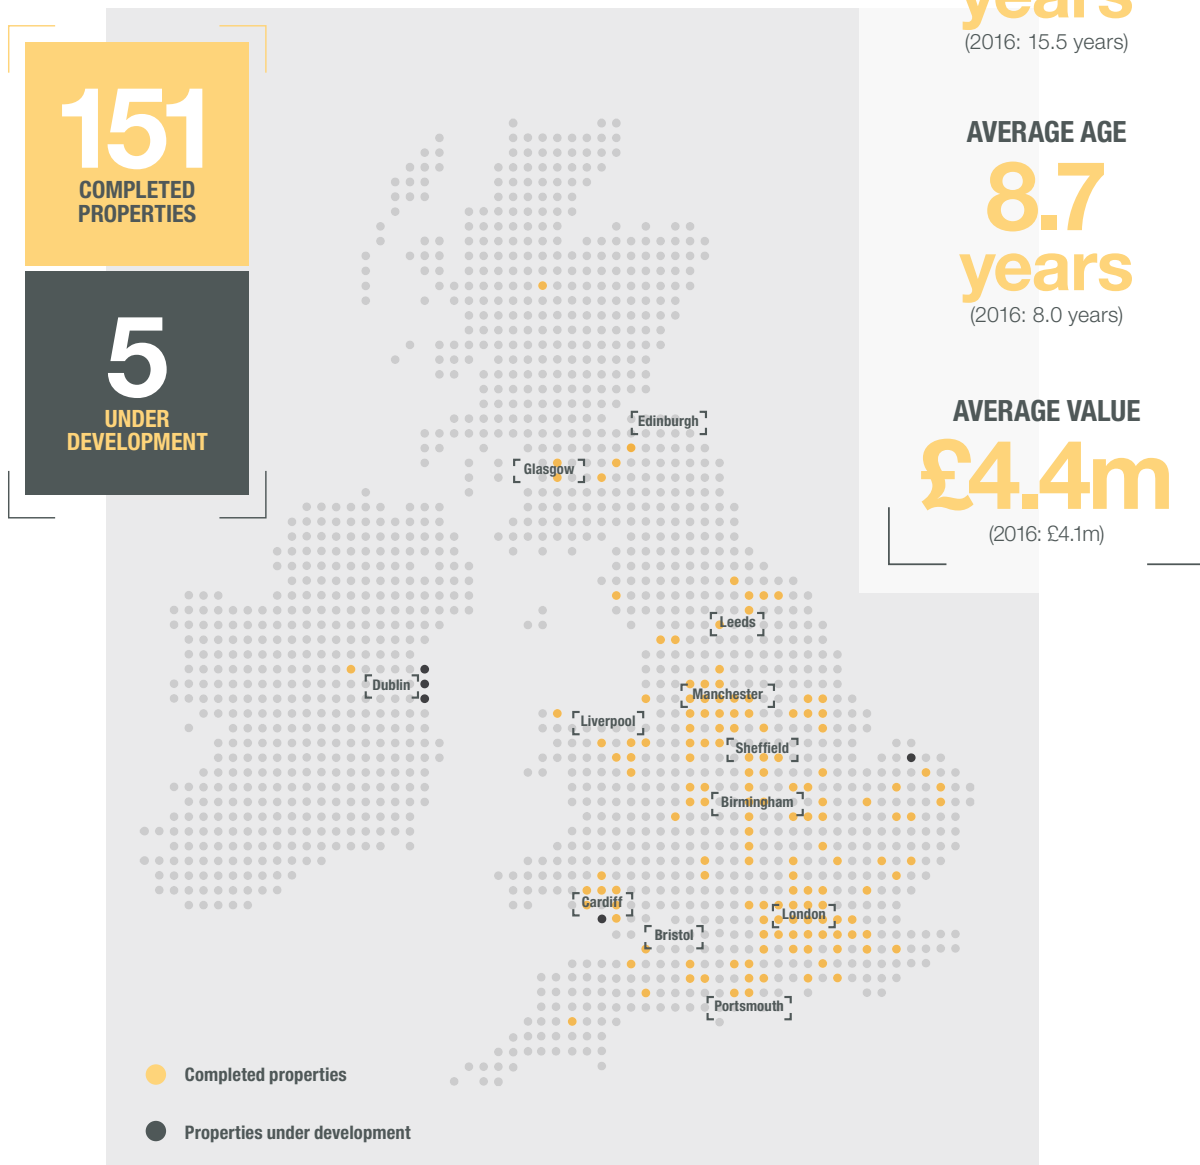 151
COMPLETED
PROPERTIES
5
UNDER
DEVELOPMENT
years
(2016: 15.5 years)
AVERAGE AGE
8.7
years
(2016: 8.0 years)
AVERAGE VALUE
£4.4m
(2016: £4.1m)
Edinburgh
Glasgow
Leeds
Dublin
Manchester
Liverpool
Sheffield
Birmingham
Cardiff
London
Bristol
Portsmouth
Completed properties
Properties under development